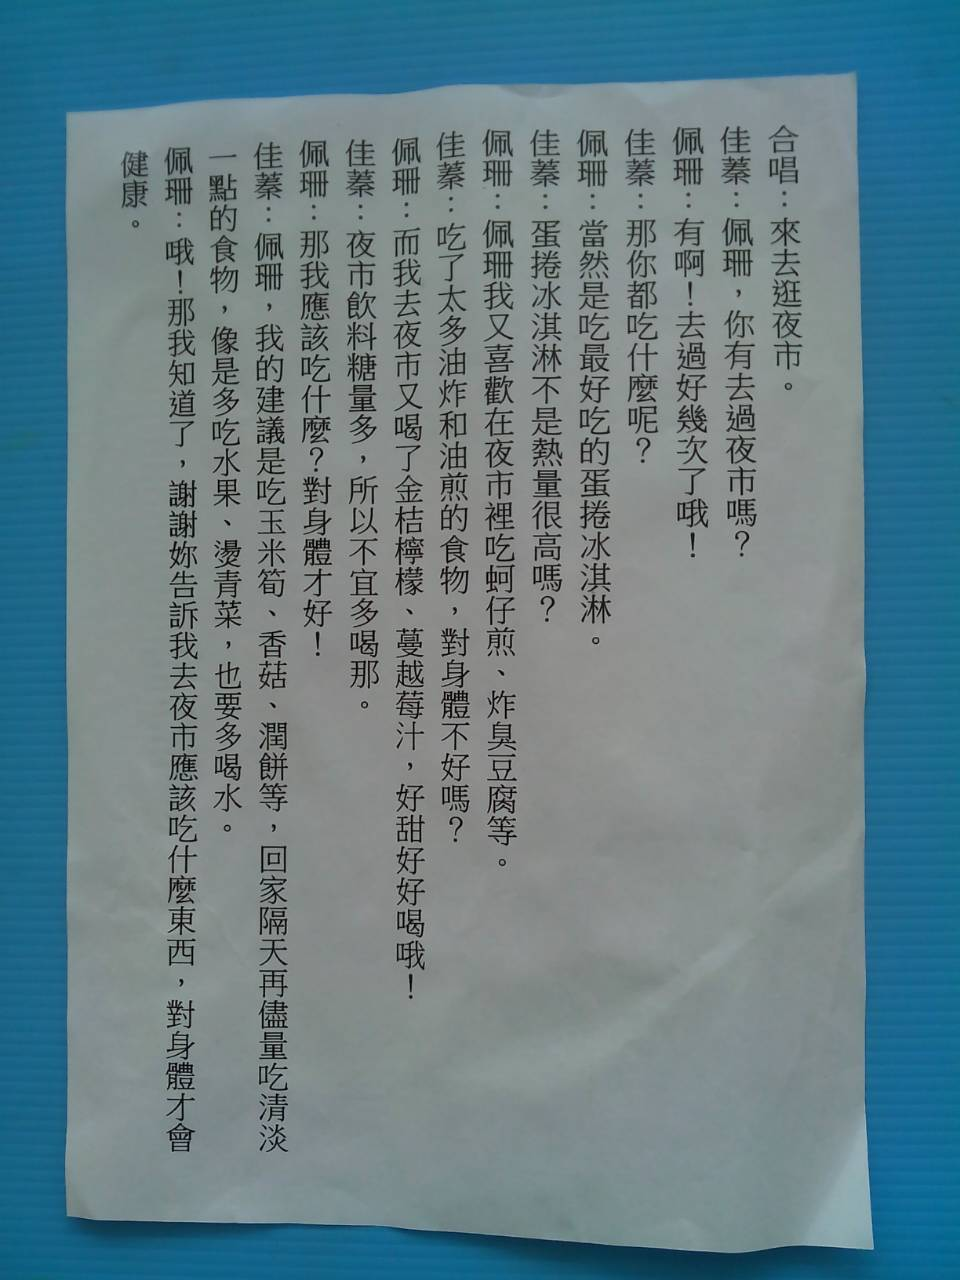 合唱：來去逛夜市。
佳蓁：佩珊，你有去過夜市嗎？
佩珊：有啊！去過好幾次了哦！
佳蓁：那你都吃什麼呢？
佩珊：當然是吃最好吃的蛋捲冰淇淋。
佳蓁：蛋捲冰淇淋不是熱量很高嗎？
佩珊：佩珊我又喜歡在夜市裡吃蚵仔煎、炸臭豆腐等。
佳蓁：吃了太多油炸和油煎的食物，對身體不好嗎？
佩珊：而我去夜市又喝了金桔檸檬、蔓越莓汁，好甜好好喝哦！
佳蓁：夜市飲料糖量多，所以不宜多喝那。
佩珊：那我應該吃什麼？對身體才好！
佳蓁：佩珊，我的建議是吃玉米筍、香菇、潤餅等，回家隔天再儘量吃清淡
一點的食物，像是多吃水果、燙青菜，也要多喝水。
佩珊：哦！那我知道了，謝謝妳告訴我去夜市應該吃什麼東西，對身體才會
健康。